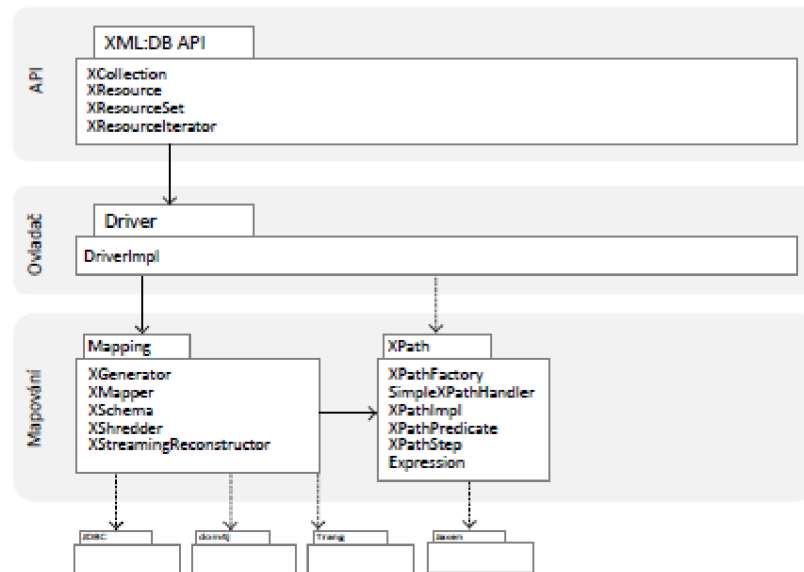 API
XML:DB API
XCollection
XResource
XResourceSet
XResourceIterator
Ovladač
Driver
DriverImpl
Mapování
Mapping
XGenerator
XMapper
XSchema
XShredder
XStreamingReconstructor
XPath
XPathFactory
SimpleXPathHandler
XPathImpl
XPathPredicate
XPathStep
Expression
JDBC
dom4j
Trang
Jaxen